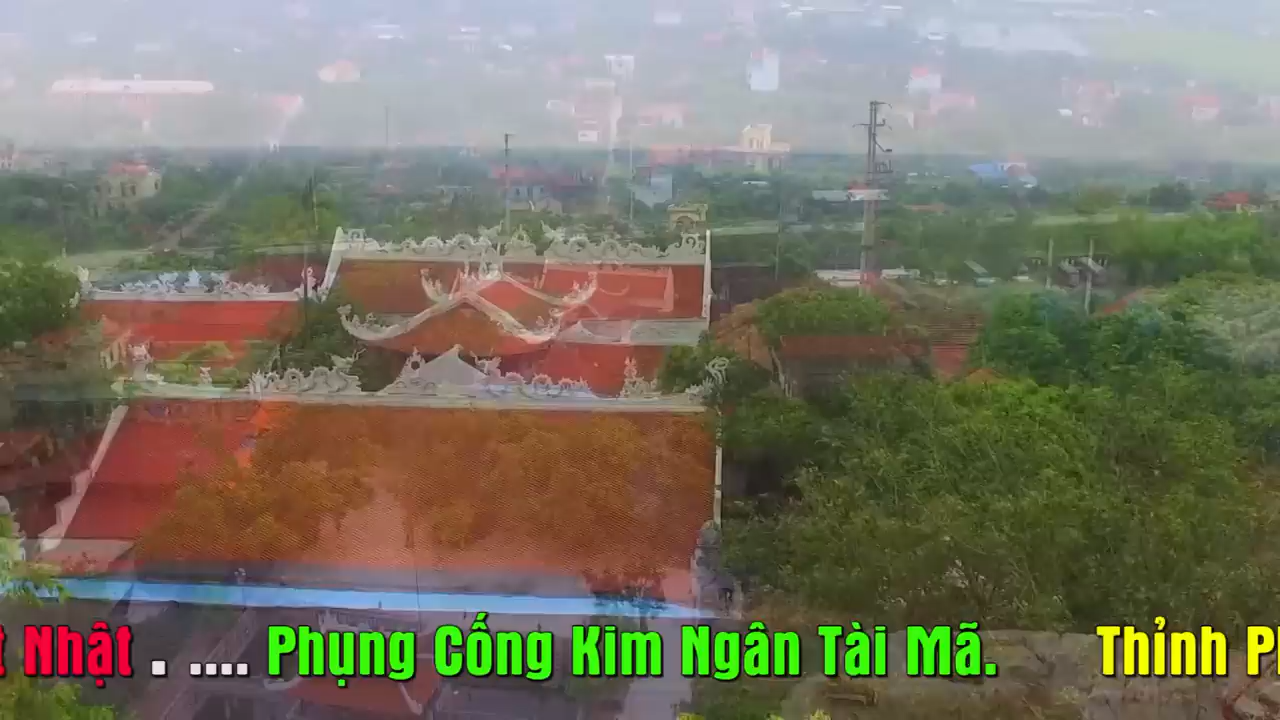 Nhật . .... Phụng Cống Kim Ngân Tài Mã. Thỉnh